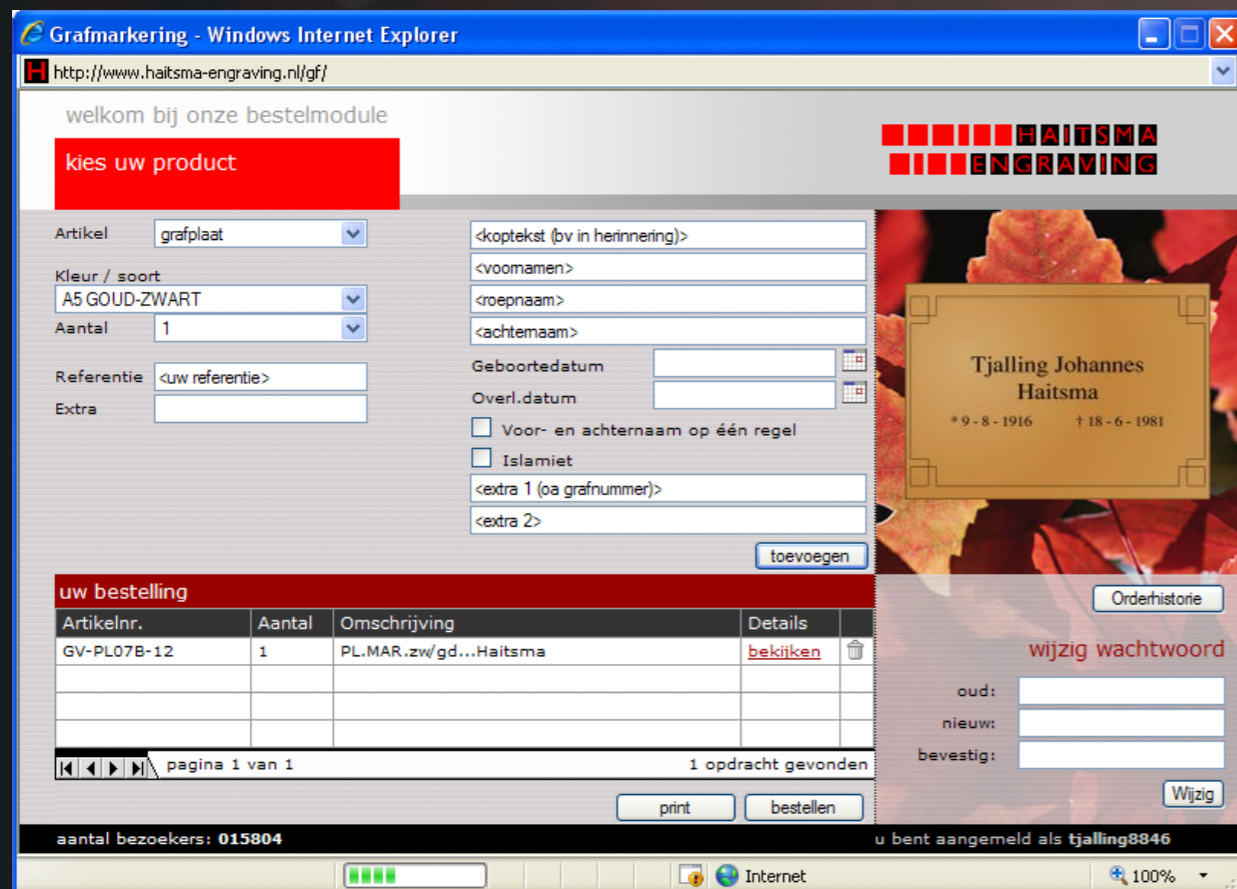 Grafmarkering - Windows Internet Explorer
http://www.haitsma-engraving.nl/gf/
welkom bij onze bestelmodule
kies uw product
HAITSMA
ENGRAVING
Artikel grafplaat
Kleur / soort
A5 GOUD-ZWART
Aantal 1
Referentie <uw referentie>
Extra
<koptekst (bv in herinnering)>
<voornamen>
<roepnaam>
<achternaam>
Geboortedatum
Overl.datum
Voor- en achternaam op één regel
Islamiet
<extra 1 (oa grafnummer)>
<extra 2>
toevoegen
Tjalling Johannes
Haitsma
* 9 - 8 - 1916 † 18 - 6 - 1981
uw bestelling
Artikelnr. Aantal Omschrijving Details
GV-PL07B-12 1 PL.MAR.zw/gd...Haitsma bekijken
pagina 1 van 1 1 opdracht gevonden
print bestellen
Orderhistorie
wijzig wachtwoord
oud:
nieuw:
bevestig:
Wijzig
aantal bezoekers: 015804 u bent aangemeld als tjalling8846
Internet 100%